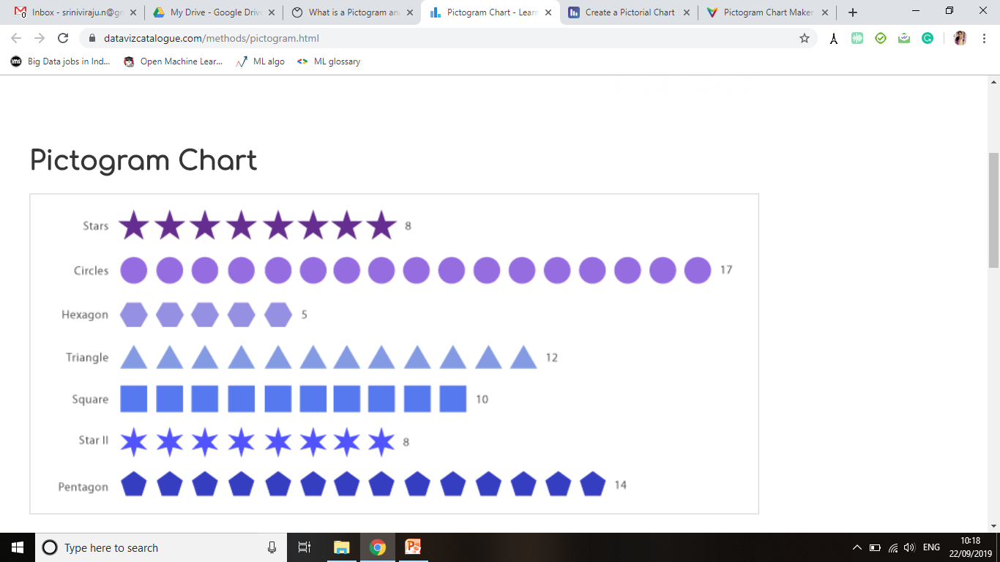 Inbox - sriniviraju.n@gm
My Drive - Google Drive
What is a Pictogram an
Pictogram Chart - Learn
Create a Pictorial Chart
Pictogram Chart Maker
datavizcatalogue.com/methods/pictogram.html
ims Big Data jobs in Ind...
Open Machine Lear...
ML algo
ML glossary
Pictogram Chart
Stars 8
Circles 17
Hexagon 5
Triangle 12
Square 10
Star II 8
Pentagon 14
Type here to search
ENG
10:18
22/09/2019